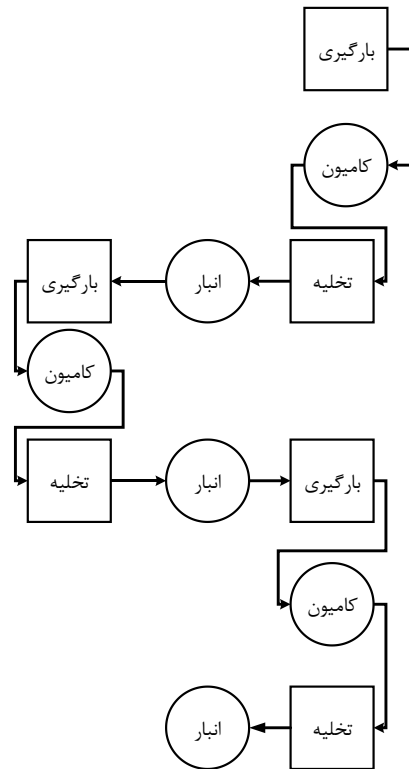 بارگیری
کامیون
تخلیه
انبار
بارگیری
کامیون
تخلیه
انبار
بارگیری
کامیون
تخلیه
انبار